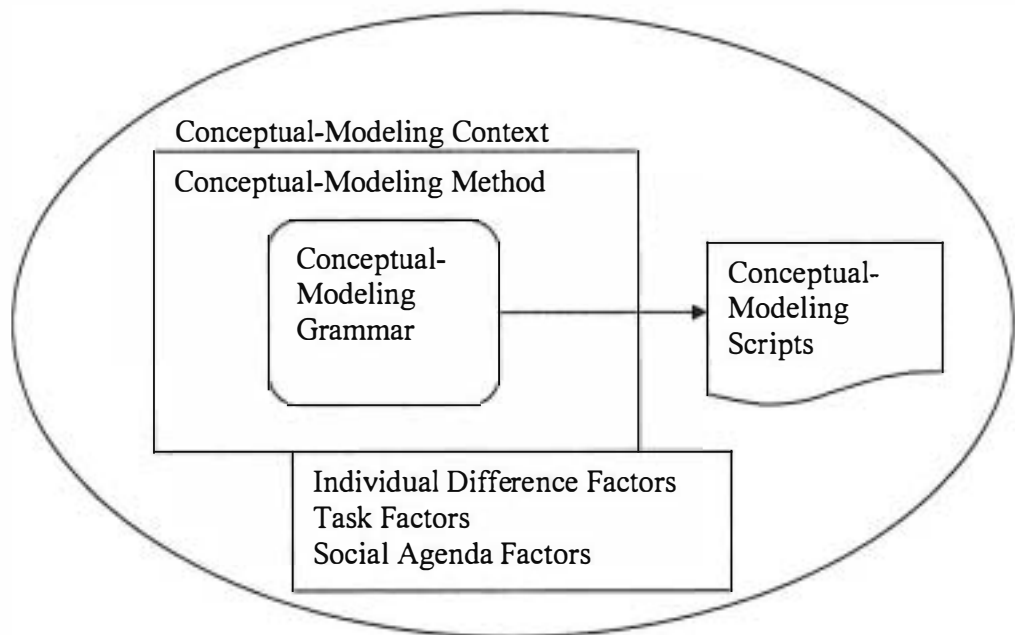 Conceptual-Modeling Context
Conceptual-Modeling Method
Conceptual-
Modeling
Grammar
Conceptual-
Modeling
Scripts
Individual Difference Factors
Task Factors
Social Agenda Factors